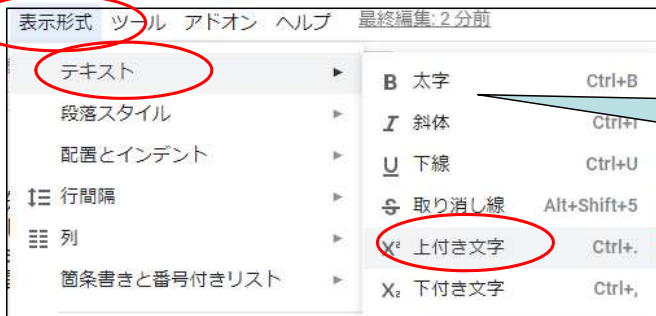 表示形式 ツール アドオン ヘルプ 最終編集: 2 分前
テキスト
段落スタイル
配置とインデント
行間隔
列
箇条書きと番号付きリスト
B 太字 Ctrl+B
I 斜体 Ctrl+I
U 下線 Ctrl+U
S 取り消し線 Alt+Shift+5
X² 上付き文字 Ctrl+.
X₂ 下付き文字 Ctrl+,